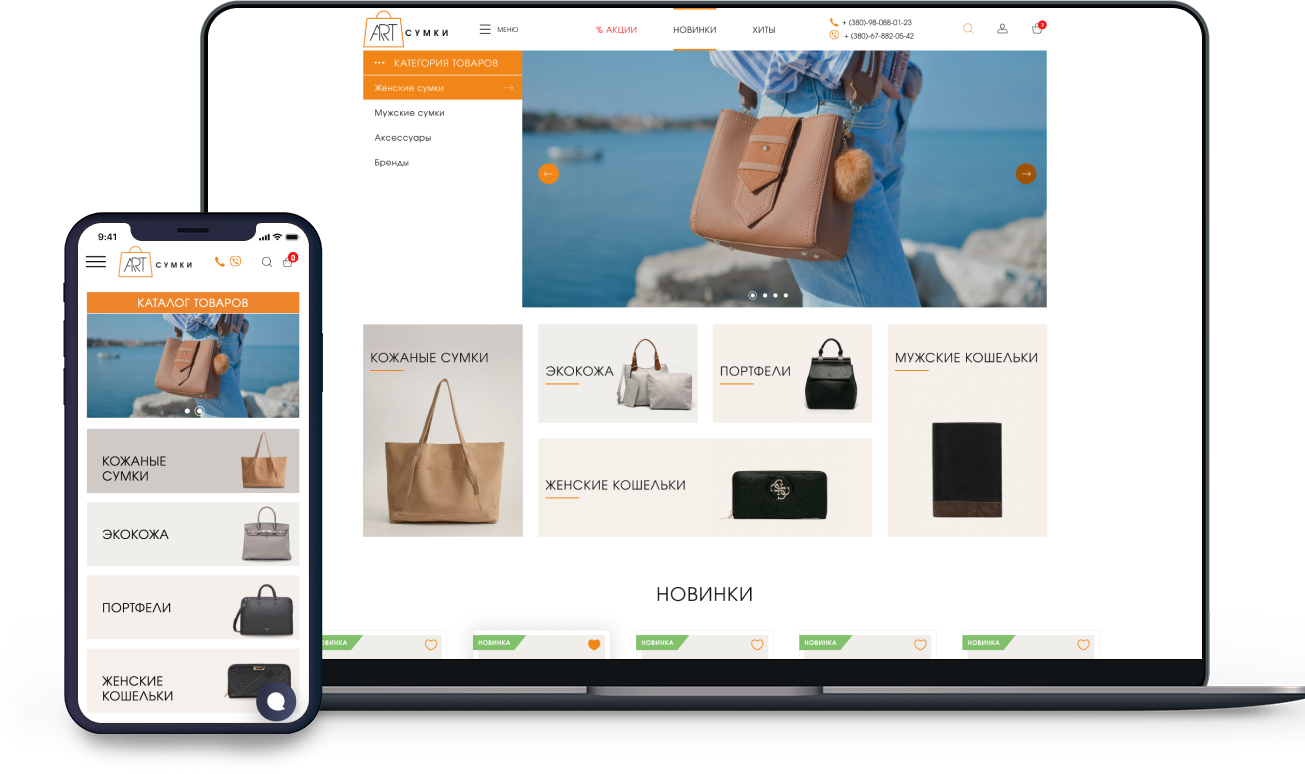 ART СУМКИ
МЕНЮ
% АКЦИИ
НОВИНКИ
ХИТЫ
+ (380)-98-088-01-23
+ (380)-67-882-05-42
3
КАТЕГОРИЯ ТОВАРОВ
Женские сумки
Мужские сумки
Аксессуары
Бренды
КОЖАНЫЕ СУМКИ
ЭКОКОЖА
ПОРТФЕЛИ
МУЖСКИЕ КОШЕЛЬКИ
ЖЕНСКИЕ КОШЕЛЬКИ
НОВИНКИ
НОВИНКА
НОВИНКА
НОВИНКА
НОВИНКА
9:41
ART СУМКИ
0
КАТАЛОГ ТОВАРОВ
КОЖАНЫЕ
СУМКИ
ЭКОКОЖА
ПОРТФЕЛИ
ЖЕНСКИЕ
КОШЕЛЬКИ